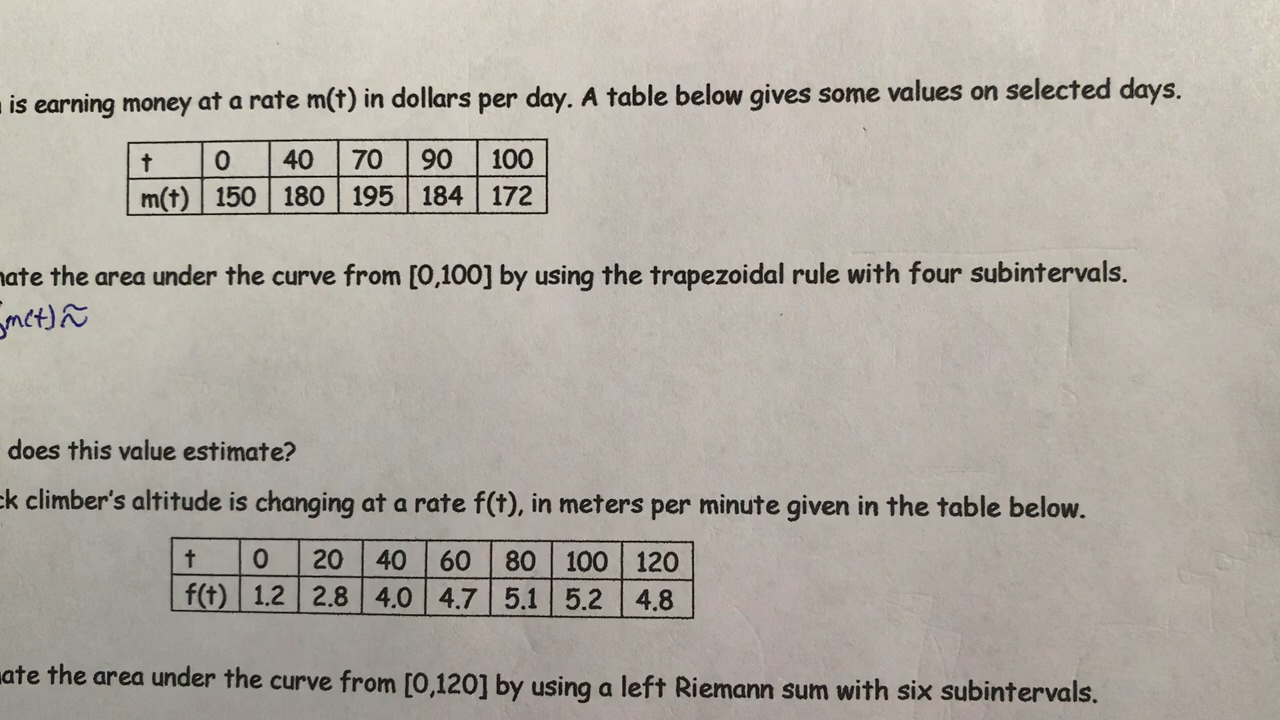 is earning money at a rate m(t) in dollars per day. A table below gives some values on selected days.
t 0 40 70 90 100
m(t) 150 180 195 184 172
the area under the curve from [0,100] by using the trapezoidal rule with four subintervals.
m(t) ≈
does this value estimate?
climber's altitude is changing at a rate f(t), in meters per minute given in the table below.
t 0 20 40 60 80 100 120
f(t) 1.2 2.8 4.0 4.7 5.1 5.2 4.8
the area under the curve from [0,120] by using a left Riemann sum with six subintervals.